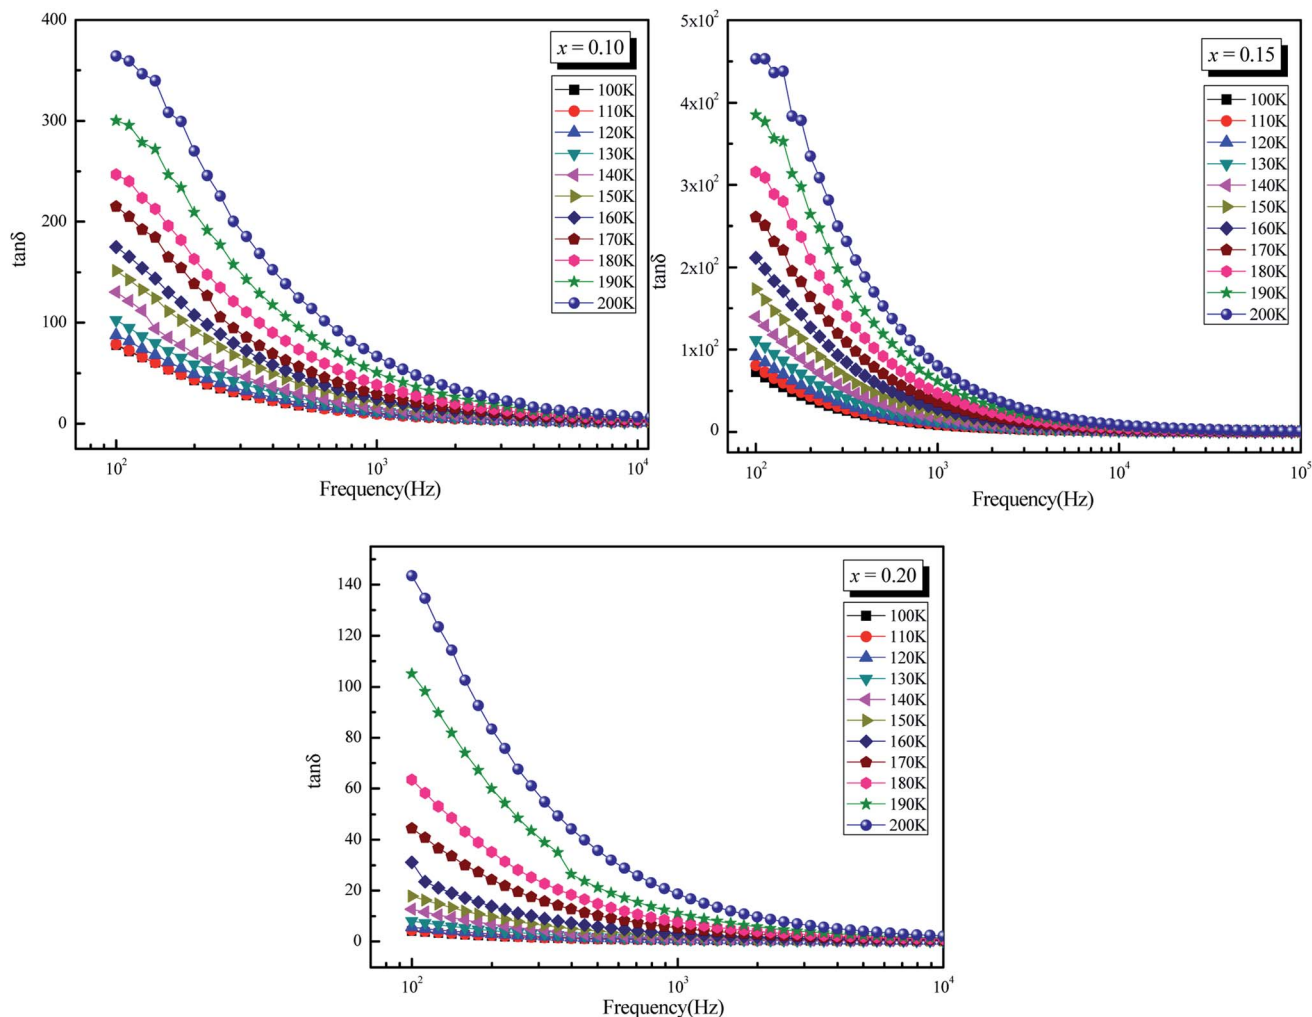 400
300
200
100
0
tanδ
x = 0.10
100K
110K
120K
130K
140K
150K
160K
170K
180K
190K
200K
10²
10³
10⁴
Frequency(Hz)
5x10²
4x10²
3x10²
2x10²
1x10²
0
tanδ
x = 0.15
100K
110K
120K
130K
140K
150K
160K
170K
180K
190K
200K
10²
10³
10⁴
10⁵
Frequency(Hz)
140
120
100
80
60
40
20
0
tanδ
x = 0.20
100K
110K
120K
130K
140K
150K
160K
170K
180K
190K
200K
10²
10³
10⁴
Frequency(Hz)